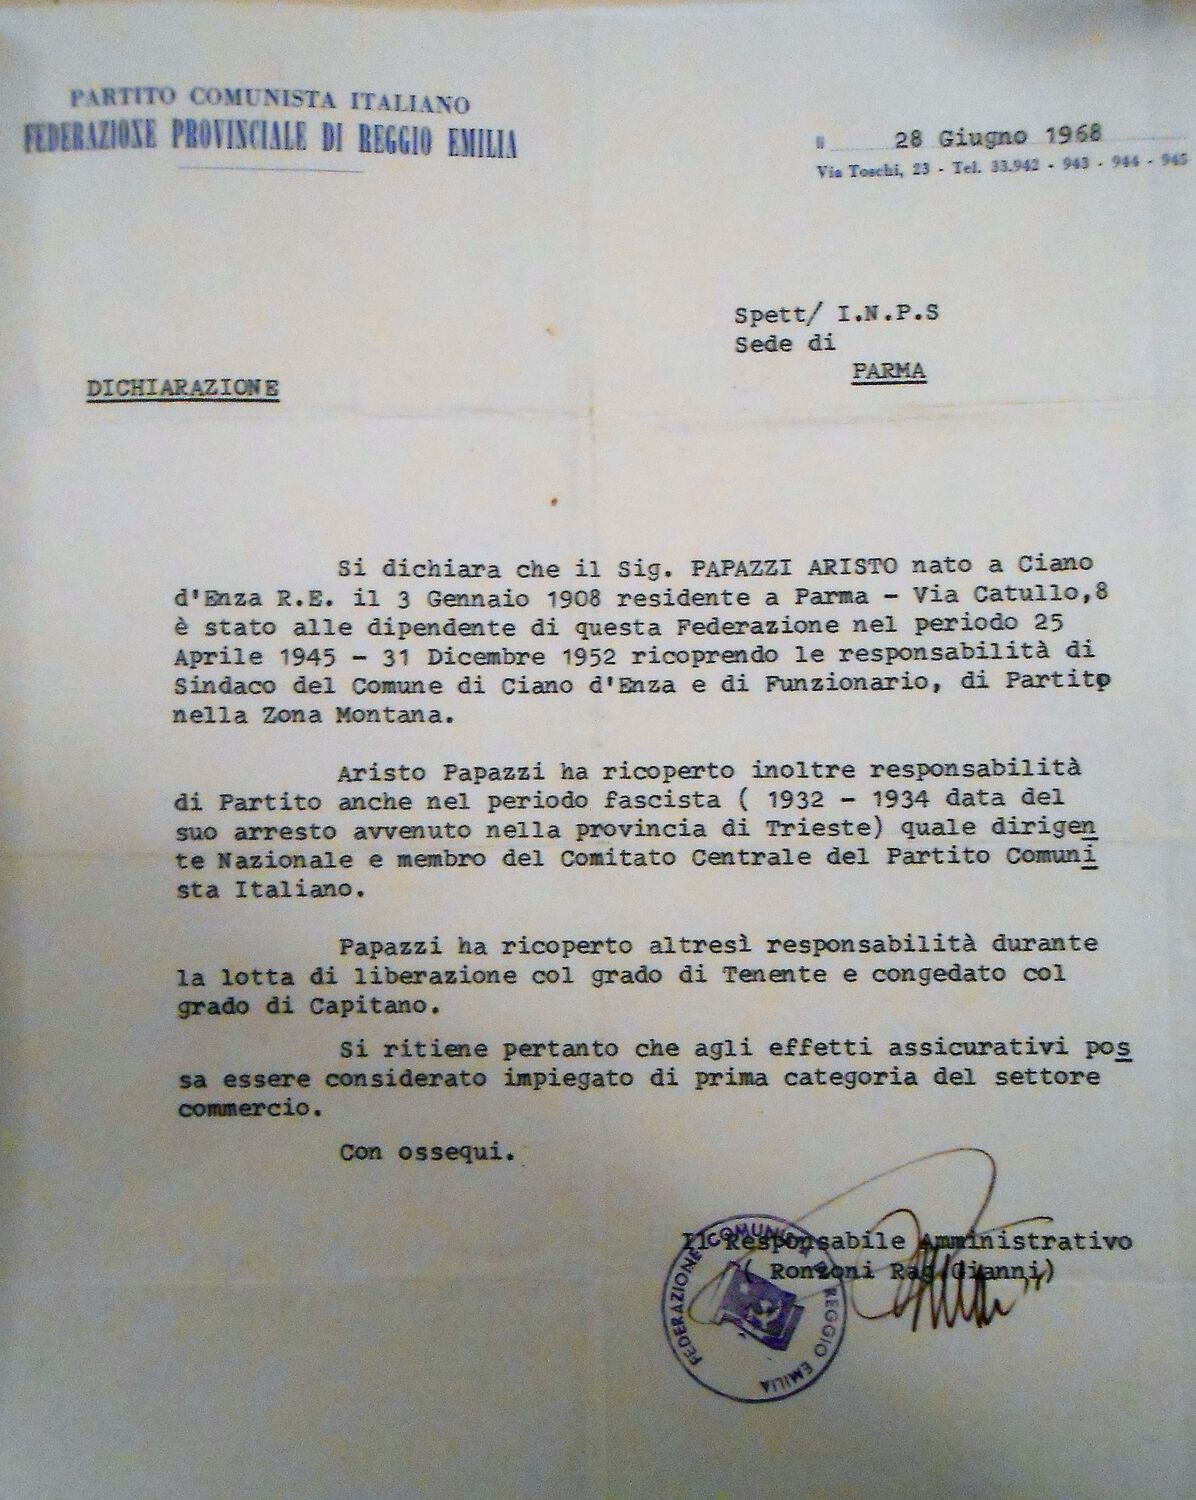 PARTITO COMUNISTA ITALIANO
FEDERAZIONE PROVINCIALE DI REGGIO EMILIA
28 Giugno 1968
Via Toschi, 23 - Tel. 33.942 - 943 - 944 - 945
Spett/ I.N.P.S
Sede di
PARMA
DICHIARAZIONE
Si dichiara che il Sig. PAPAZZI ARISTO nato a Ciano
d'Enza R.E. il 3 Gennaio 1908 residente a Parma - Via Catullo,8
è stato alle dipendente di questa Federazione nel periodo 25
Aprile 1945 - 31 Dicembre 1952 ricoprendo le responsabilità di
Sindaco del Comune di Ciano d'Enza e di Funzionario, di Partito
nella Zona Montana.
Aristo Papazzi ha ricoperto inoltre responsabilità
di Partito anche nel periodo fascista ( 1932 - 1934 data del
suo arresto avvenuto nella provincia di Trieste) quale dirigen
te Nazionale e membro del Comitato Centrale del Partito Comuni
sta Italiano.
Papazzi ha ricoperto altresì responsabilità durante
la lotta di liberazione col grado di Tenente e congedato col
grado di Capitano.
Si ritiene pertanto che agli effetti assicurativi pos
sa essere considerato impiegato di prima categoria del settore
commercio.
Con ossequi.
Il Responsabile Amministrativo
( Ronzoni Rag Gianni)
FEDERAZIONE COMUNISTA REGGIO EMILIA